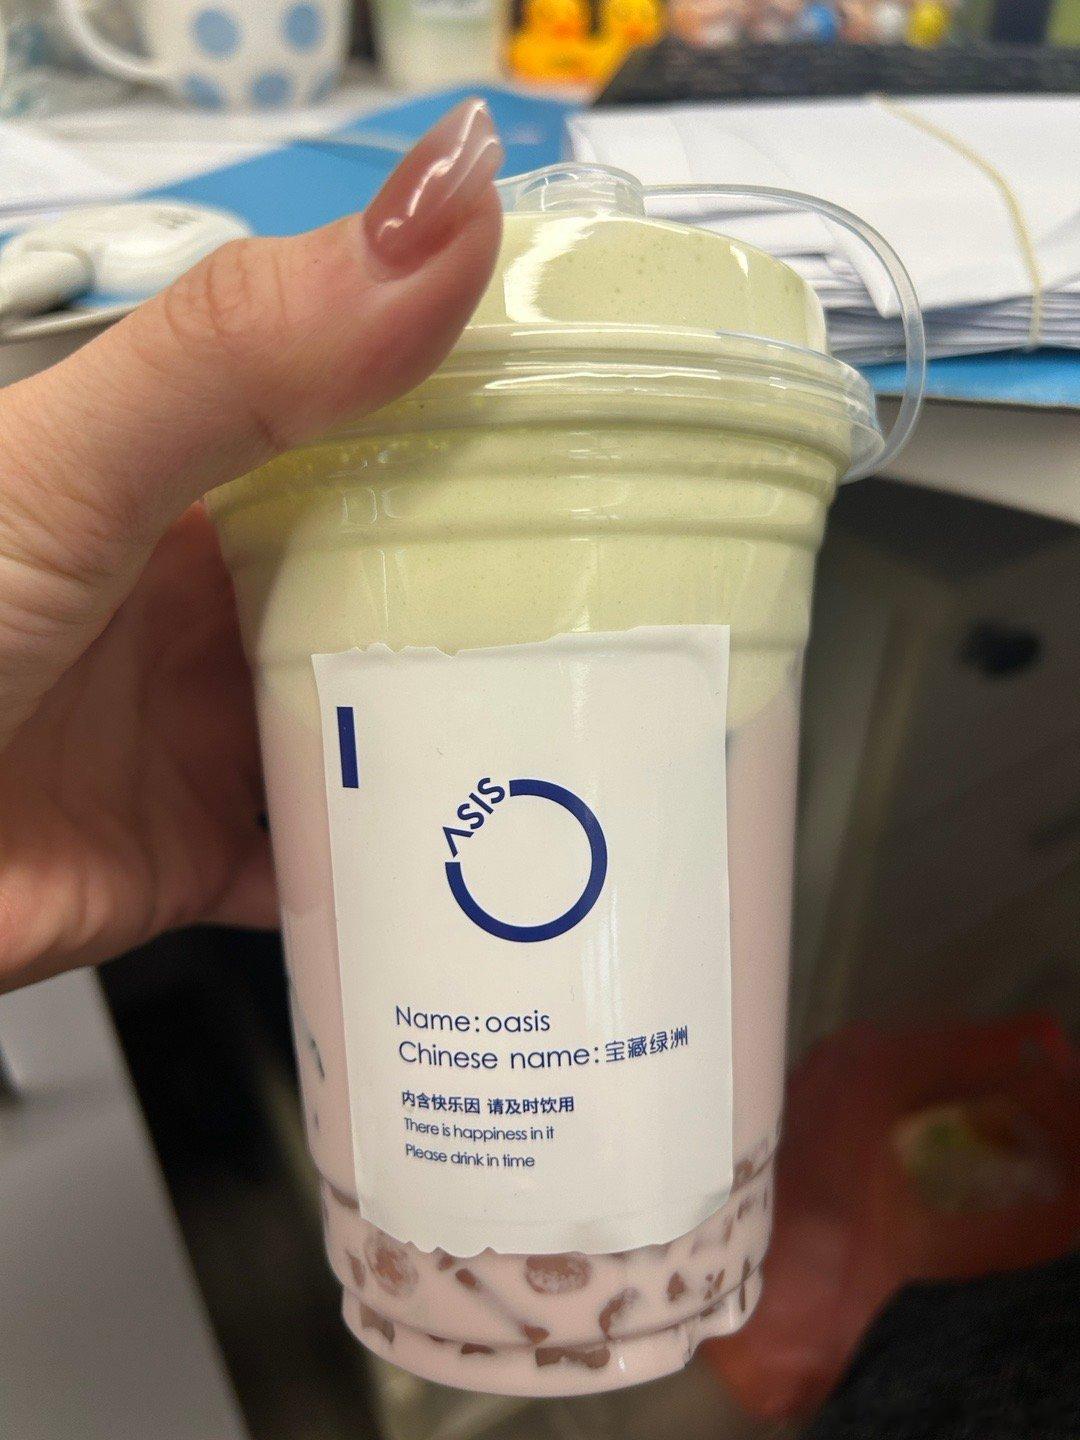 OASIS
Name:oasis
Chinese name:宝藏绿洲
内含快乐因 请及时饮用
There is happiness in it
Please drink in time